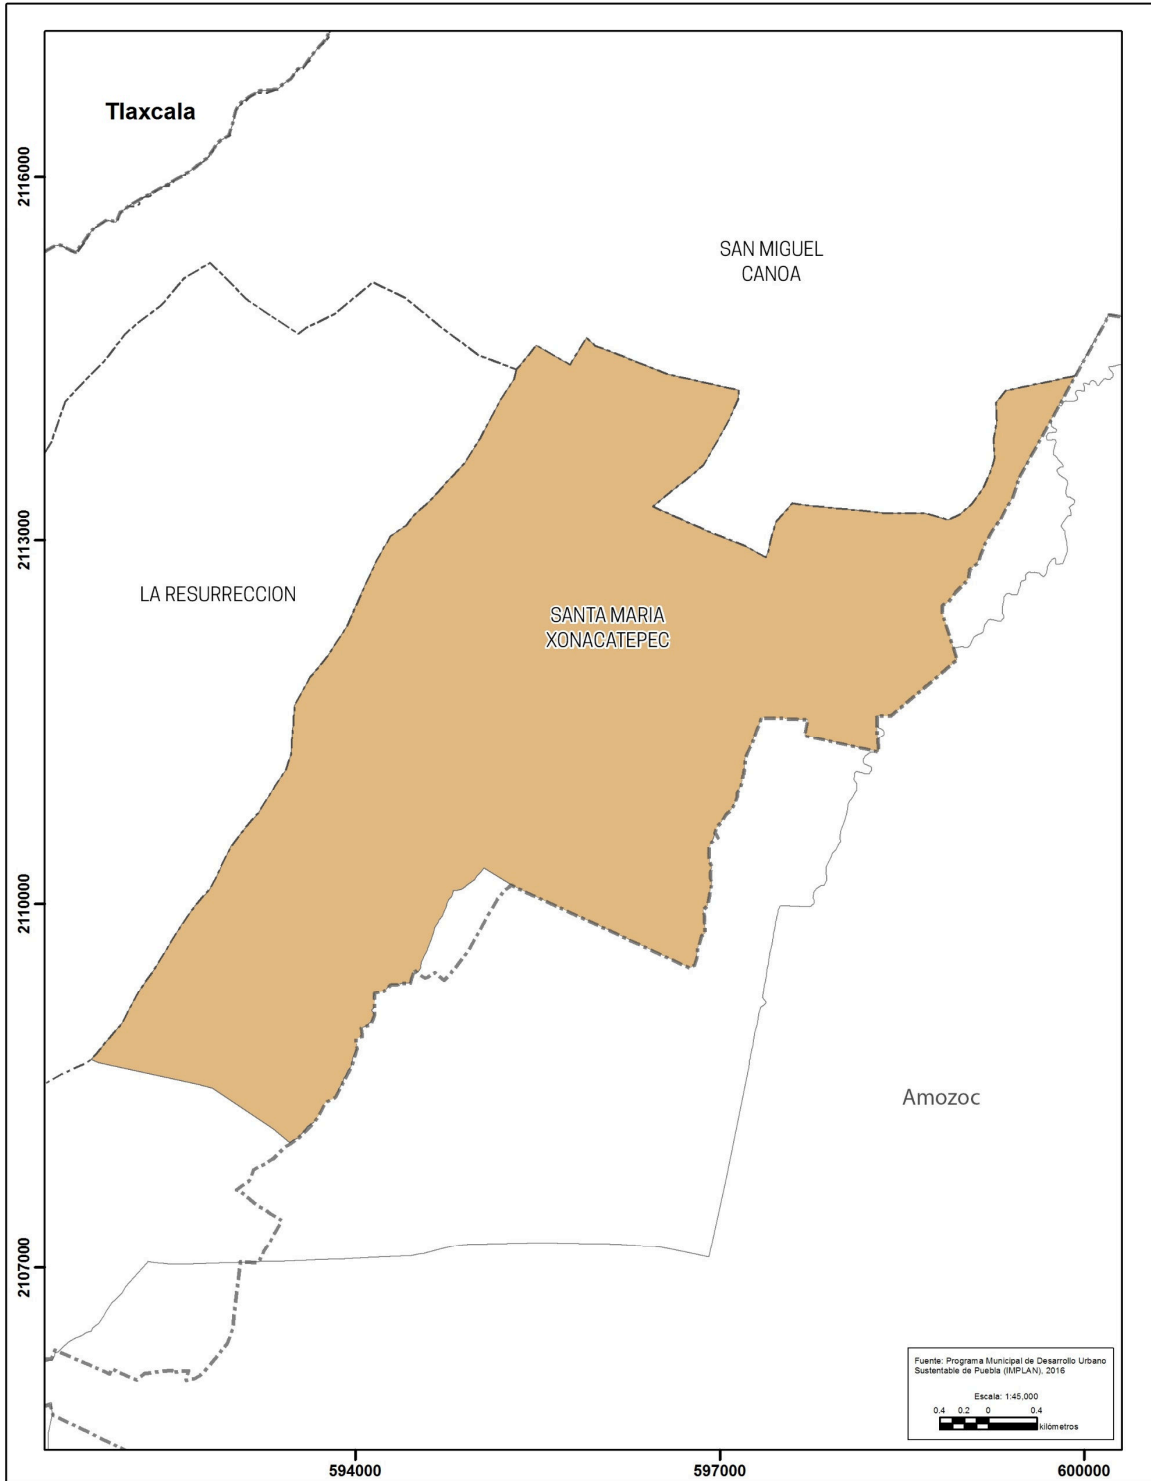 Tlaxcala
2116000
SAN MIGUEL
CANOA
2113000
LA RESURRECCION
SANTA MARIA
XONACATEPEC
2110000
Amozoc
2107000
Fuente: Programa Municipal de Desarrollo Urbano
Sustentable de Puebla (IMPLAN), 2016
Escala: 1:45,000
0.4 0.2 0 0.4
kilómetros
594000 597000 600000